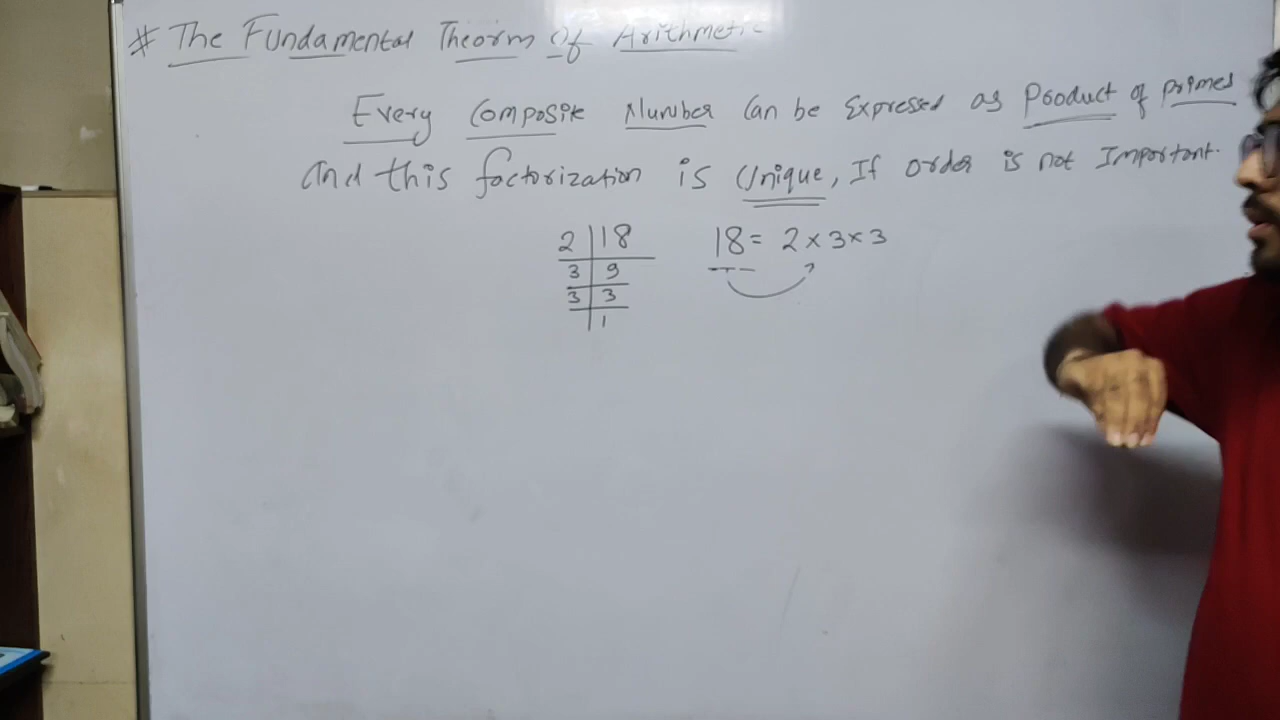 # The Fundamental Theorm Of Arithmetic
Every Composite Number Can be Expressed as Product of primes
and this factorization is Unique, If order is not Important.
2 | 18
3 | 9
3 | 3
1
18 = 2 × 3 × 3